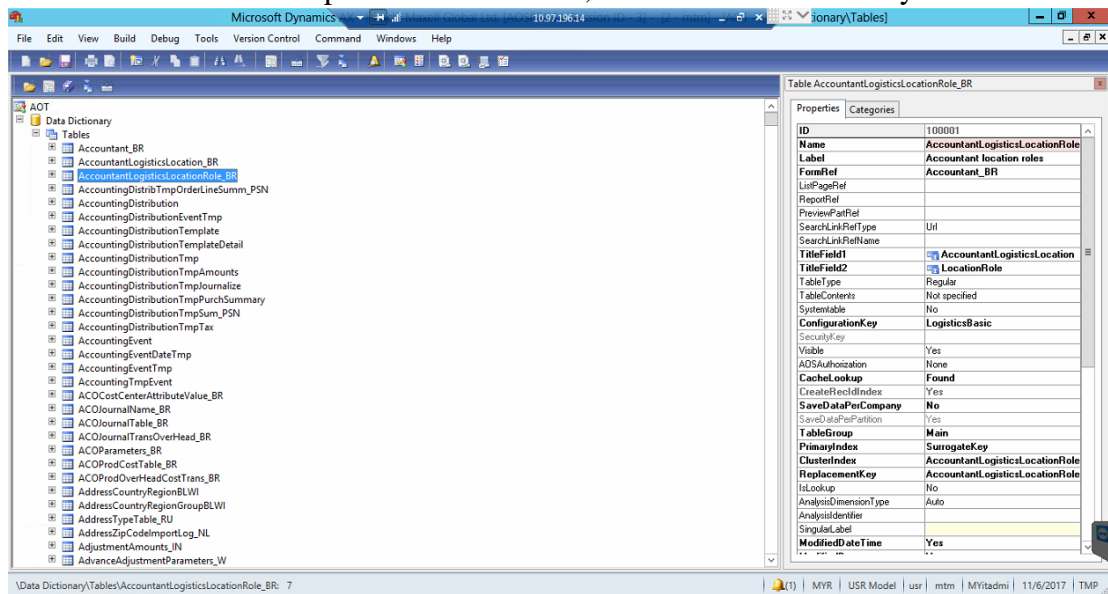 Microsoft Dynamics
10.97.196.14
ionary\Tables]
File Edit View Build Debug Tools Version Control Command Windows Help
Table AccountantLogisticsLocationRole_BR
Properties Categories
AOT
Data Dictionary
Tables
Accountant_BR
AccountantLogisticsLocation_BR
AccountantLogisticsLocationRole_BR
AccountingDistribTmpOrderLineSumm_PSN
AccountingDistribution
AccountingDistributionEventTmp
AccountingDistributionTemplate
AccountingDistributionTemplateDetail
AccountingDistributionTmp
AccountingDistributionTmpAmounts
AccountingDistributionTmpJournalize
AccountingDistributionTmpPurchSummary
AccountingDistributionTmpSum_PSN
AccountingDistributionTmpTax
AccountingEvent
AccountingEventDateTmp
AccountingEventTmp
AccountingTmpEvent
ACOCostCenterAttributeValue_BR
ACOJournalName_BR
ACOJournalTable_BR
ACOJournalTransOverHead_BR
ACOParameters_BR
ACOProdCostTable_BR
ACOProdOverHeadCostTrans_BR
AddressCountryRegionBLWI
AddressCountryRegionGroupBLWI
AddressTypeTable_RU
AddressZipCodeImportLog_NL
AdjustmentAmounts_IN
AdvanceAdjustmentParameters_W
ID 100001
Name AccountantLogisticsLocationRole
Label Accountant location roles
FormRef Accountant_BR
ListPageRef
ReportRef
PreviewPartRef
SearchLinkRefType Url
SearchLinkRefName
TitleField1 AccountantLogisticsLocation
TitleField2 LocationRole
TableType Regular
TableContents Not specified
Systemtable No
ConfigurationKey LogisticsBasic
SecurityKey
Visible Yes
AOSAuthorization None
CacheLookup Found
CreateRecIdIndex Yes
SaveDataPerCompany No
SaveDataPerPartition Yes
TableGroup Main
PrimaryIndex SurrogateKey
ClusterIndex AccountantLogisticsLocationRole
ReplacementKey AccountantLogisticsLocationRole
IsLookup No
AnalysisDimensionType Auto
AnalysisIdentifier
SingularLabel
ModifiedDateTime Yes
\Data Dictionary\Tables\AccountantLogisticsLocationRole_BR: 7
(1) MYR USR Model usr mtm MYitadmi 11/6/2017 TMP